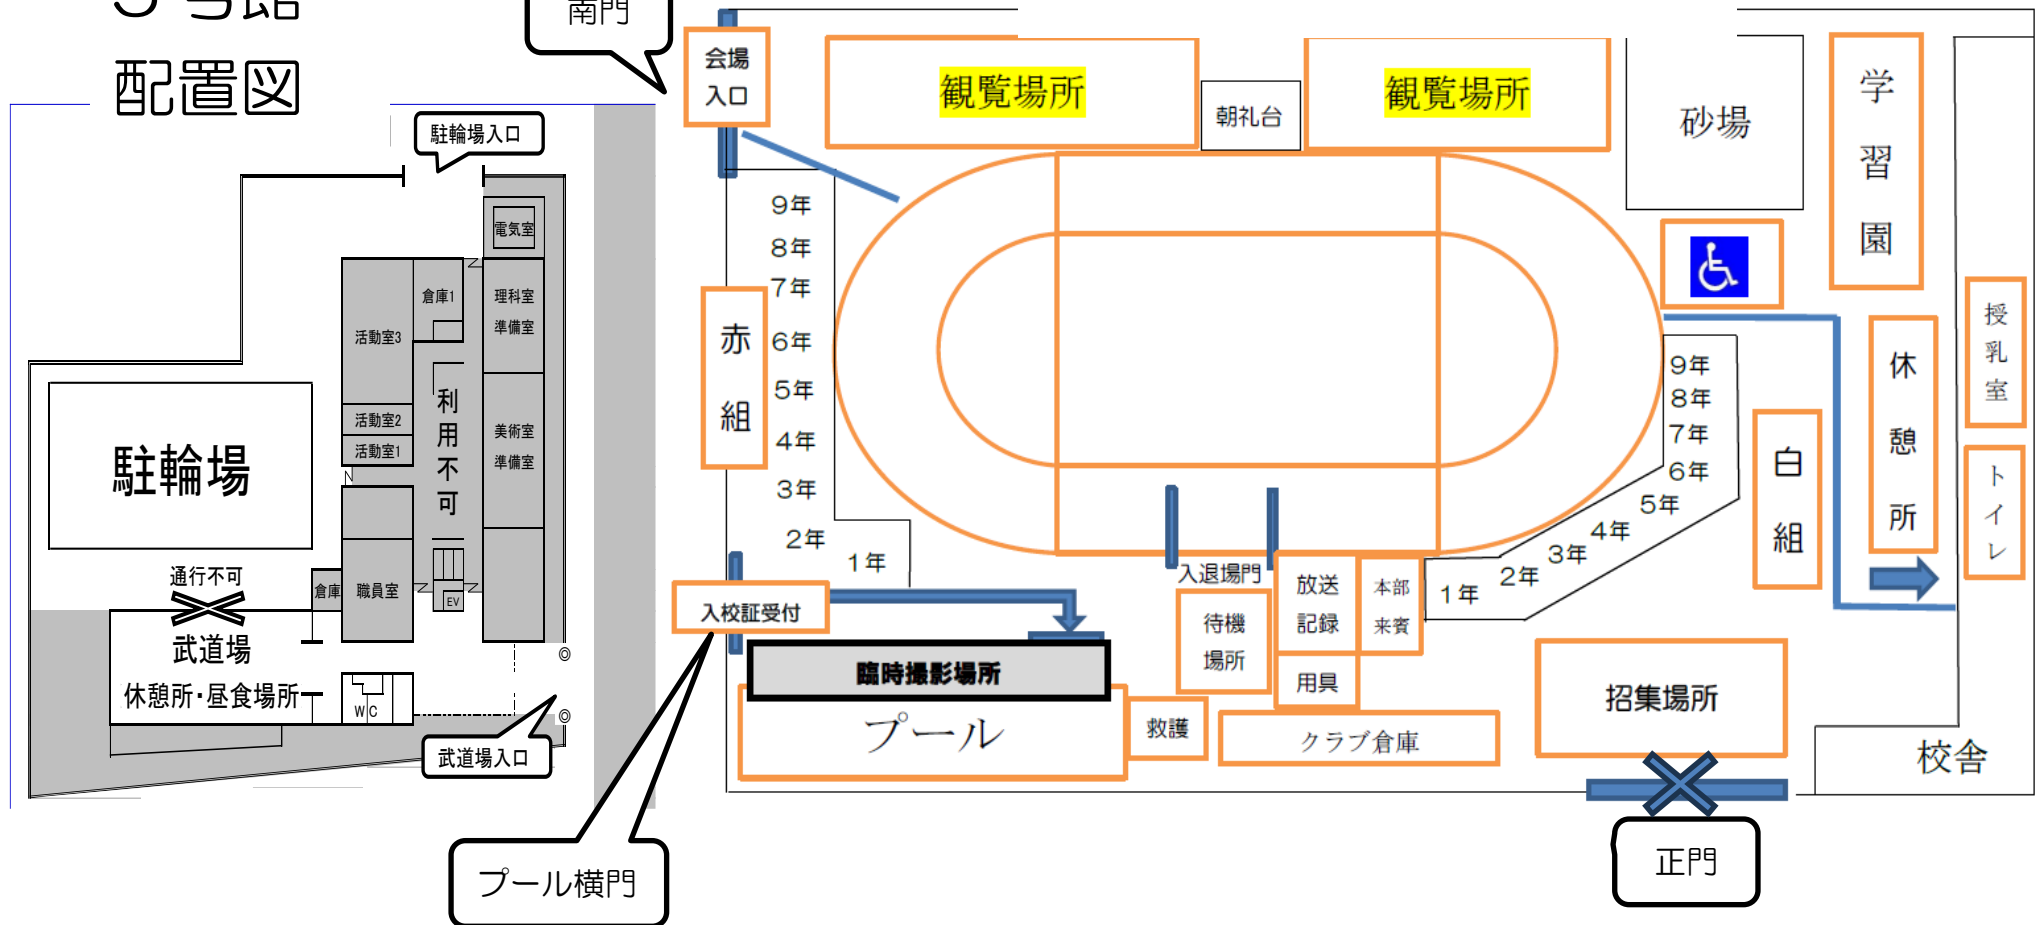 配置図
南門
駐輪場入口
電気室
倉庫1
理科室
準備室
活動室3
利用不可
活動室2
活動室1
美術室
準備室
駐輪場
通行不可
倉庫
職員室
EV
武道場
休憩所・昼食場所
WC
武道場入口
会場
入口
観覧場所
朝礼台
観覧場所
砂場
学習園
9年
8年
7年
6年
5年
4年
3年
2年
1年
赤組
9年
8年
7年
6年
5年
4年
3年
2年
1年
白組
休憩所
授乳室
トイレ
入校証受付
臨時撮影場所
プール
入退場門
待機
場所
放送
記録
本部
来賓
用具
救護
クラブ倉庫
招集場所
校舎
プール横門
正門